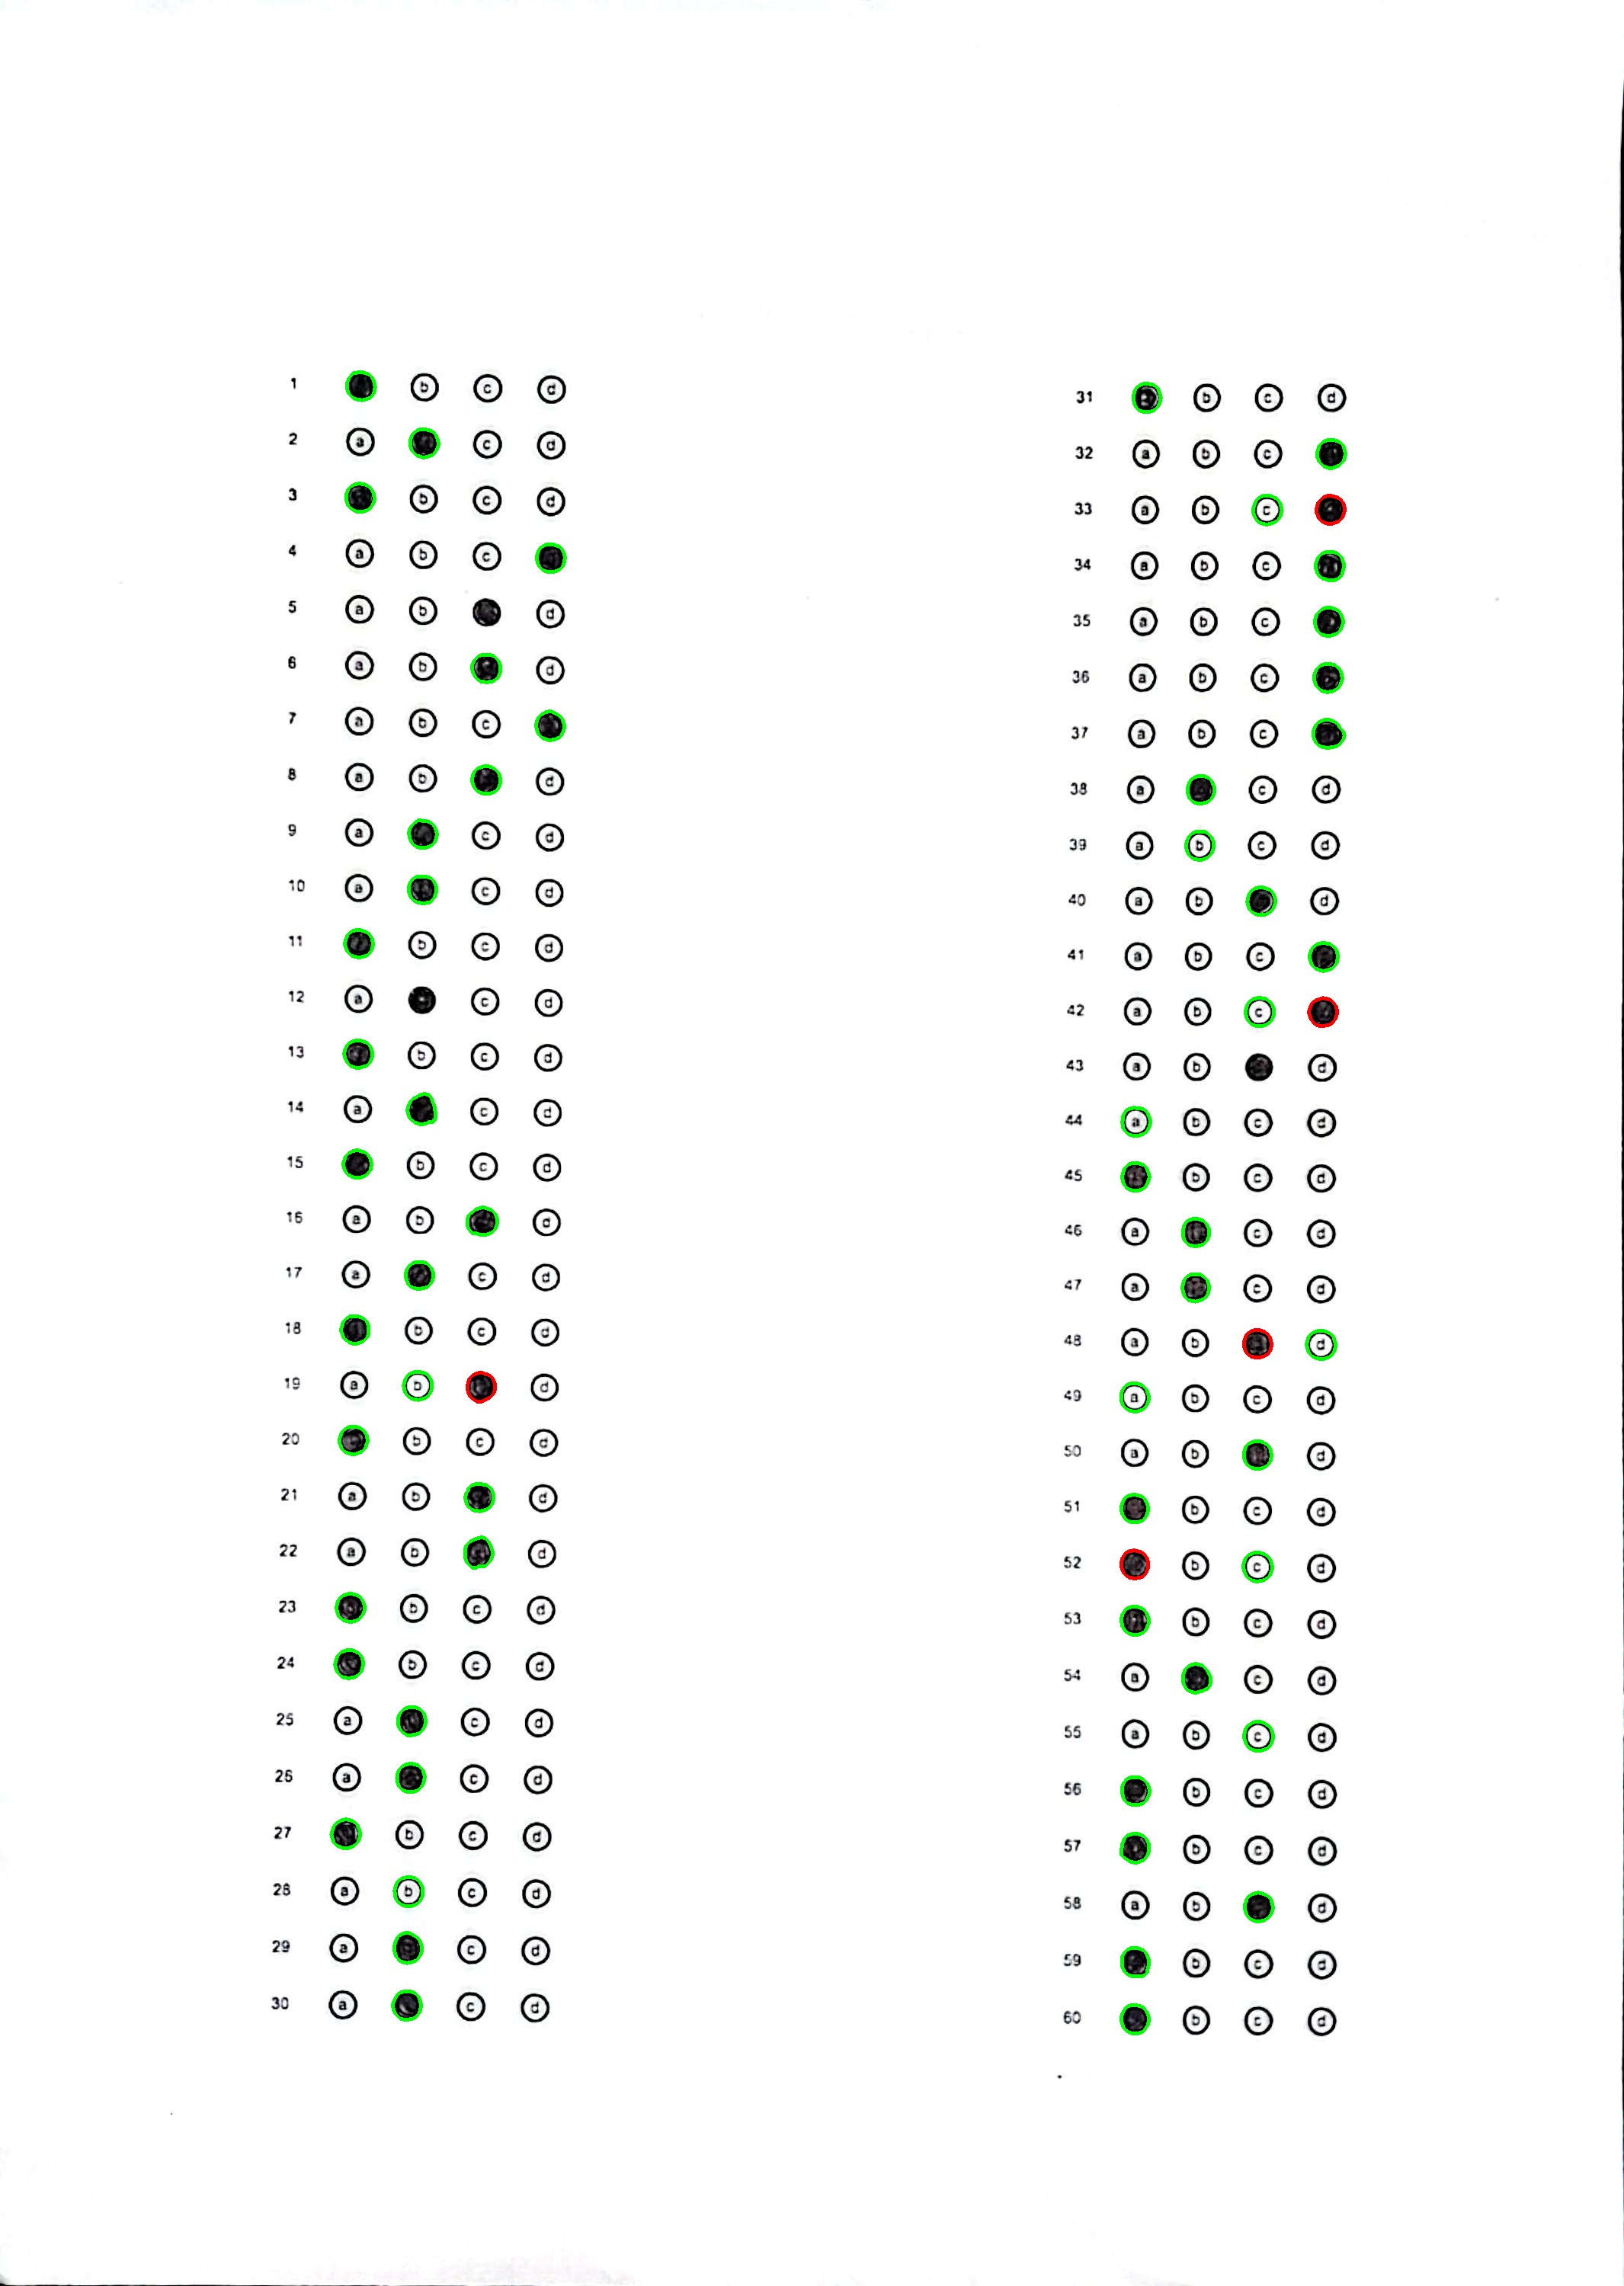 1 b c d
2 a c d
3 b c d
4 a b c
5 a b d
6 a b d
7 a b c
8 a b d
9 a c d
10 a c d
11 b c d
12 a c d
13 b c d
14 a c d
15 b c d
16 a b d
17 a c d
18 b c d
19 a b d
20 b c d
21 a b d
22 a b d
23 b c d
24 b c d
25 a c d
26 a c d
27 b c d
28 a b c d
29 a c d
30 a c d
31 b c d
32 a b c
33 a b c
34 a b c
35 a b c
36 a b c
37 a b c
38 a c d
39 a b c d
40 a b d
41 a b c
42 a b c
43 a b d
44 a b c d
45 b c d
46 a c d
47 a c d
48 a b d
49 a b c d
50 a b d
51 b c d
52 b c d
53 b c d
54 a c d
55 a b c d
56 b c d
57 b c d
58 a b d
59 b c d
60 b c d